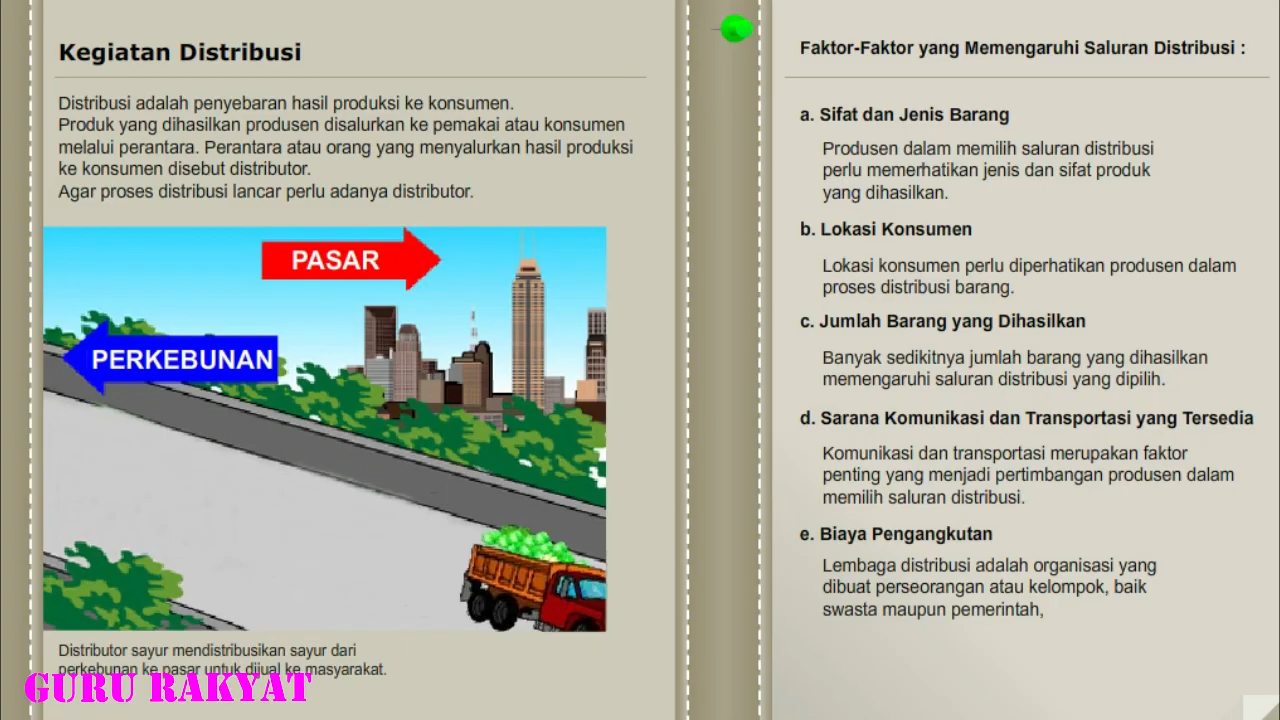 Kegiatan Distribusi
Distribusi adalah penyebaran hasil produksi ke konsumen.
Produk yang dihasilkan produsen disalurkan ke pemakai atau konsumen
melalui perantara. Perantara atau orang yang menyalurkan hasil produksi
ke konsumen disebut distributor.
Agar proses distribusi lancar perlu adanya distributor.
PASAR
PERKEBUNAN
Distributor sayur mendistribusikan sayur dari
perkebunan ke pasar untuk dijual ke masyarakat.
GURU RAKYAT
Faktor-Faktor yang Memengaruhi Saluran Distribusi :
a. Sifat dan Jenis Barang
Produsen dalam memilih saluran distribusi
perlu memerhatikan jenis dan sifat produk
yang dihasilkan.
b. Lokasi Konsumen
Lokasi konsumen perlu diperhatikan produsen dalam
proses distribusi barang.
c. Jumlah Barang yang Dihasilkan
Banyak sedikitnya jumlah barang yang dihasilkan
memengaruhi saluran distribusi yang dipilih.
d. Sarana Komunikasi dan Transportasi yang Tersedia
Komunikasi dan transportasi merupakan faktor
penting yang menjadi pertimbangan produsen dalam
memilih saluran distribusi.
e. Biaya Pengangkutan
Lembaga distribusi adalah organisasi yang
dibuat perseorangan atau kelompok, baik
swasta maupun pemerintah,